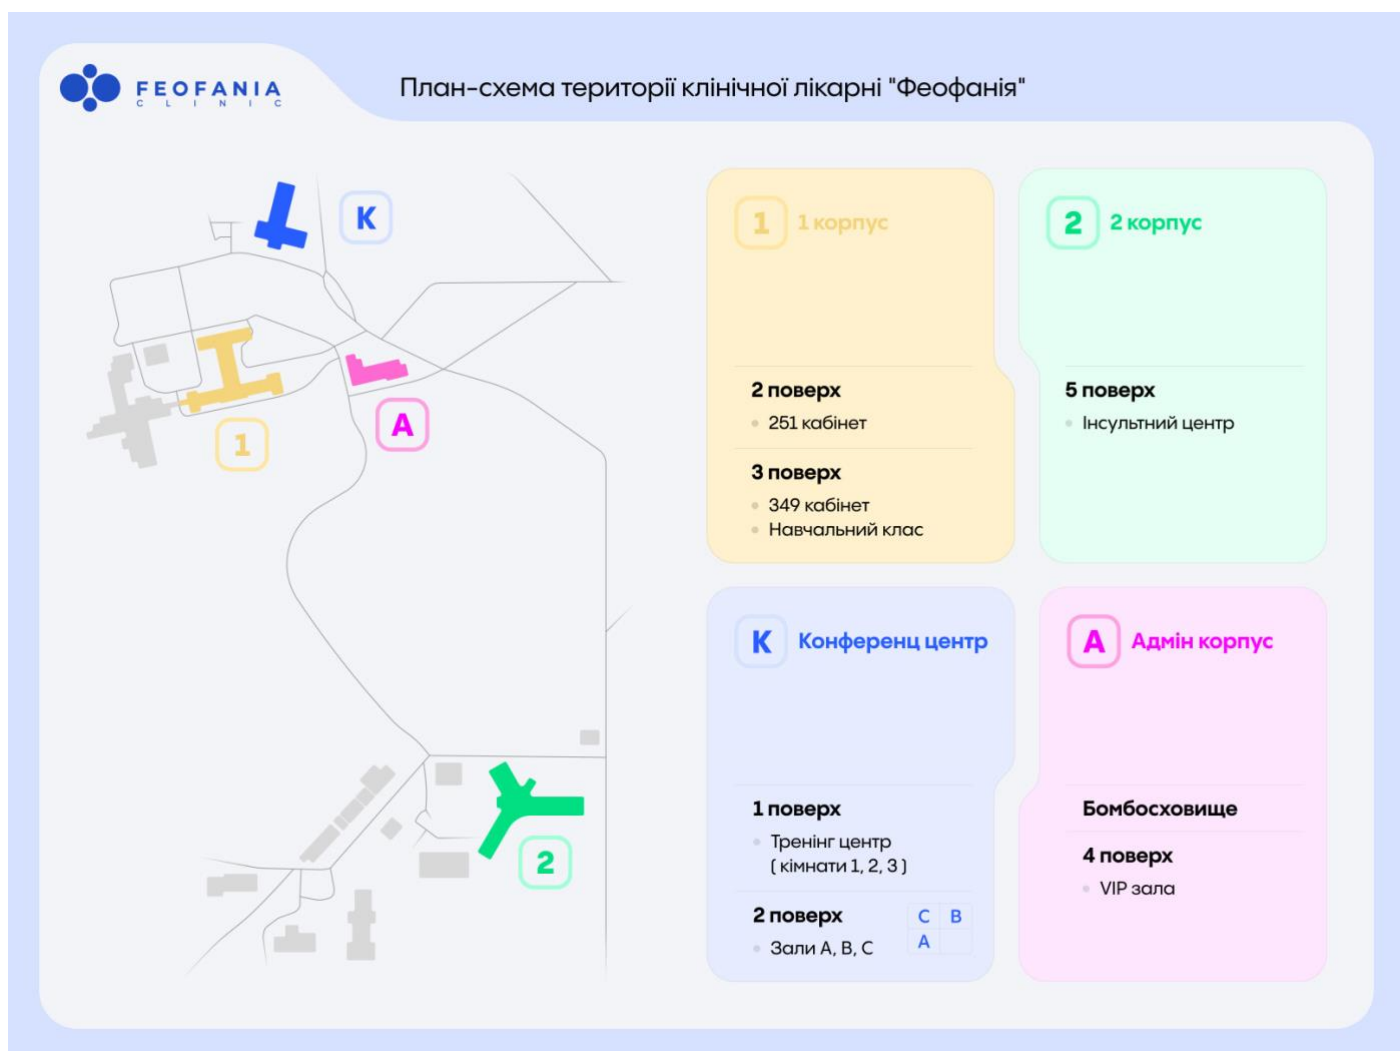 FEOFANIA
CLINIC
План-схема території клінічної лікарні "Феофанія"
K
A
1
2
1 1 корпус
2 поверх
251 кабінет
3 поверх
349 кабінет
Навчальний клас
2 2 корпус
5 поверх
Інсультний центр
К Конференц центр
1 поверх
Тренінг центр
( кімнати 1, 2, 3 )
2 поверх
Зали А, В, С
C B
A
А Адмін корпус
Бомбосховище
4 поверх
VIP зала